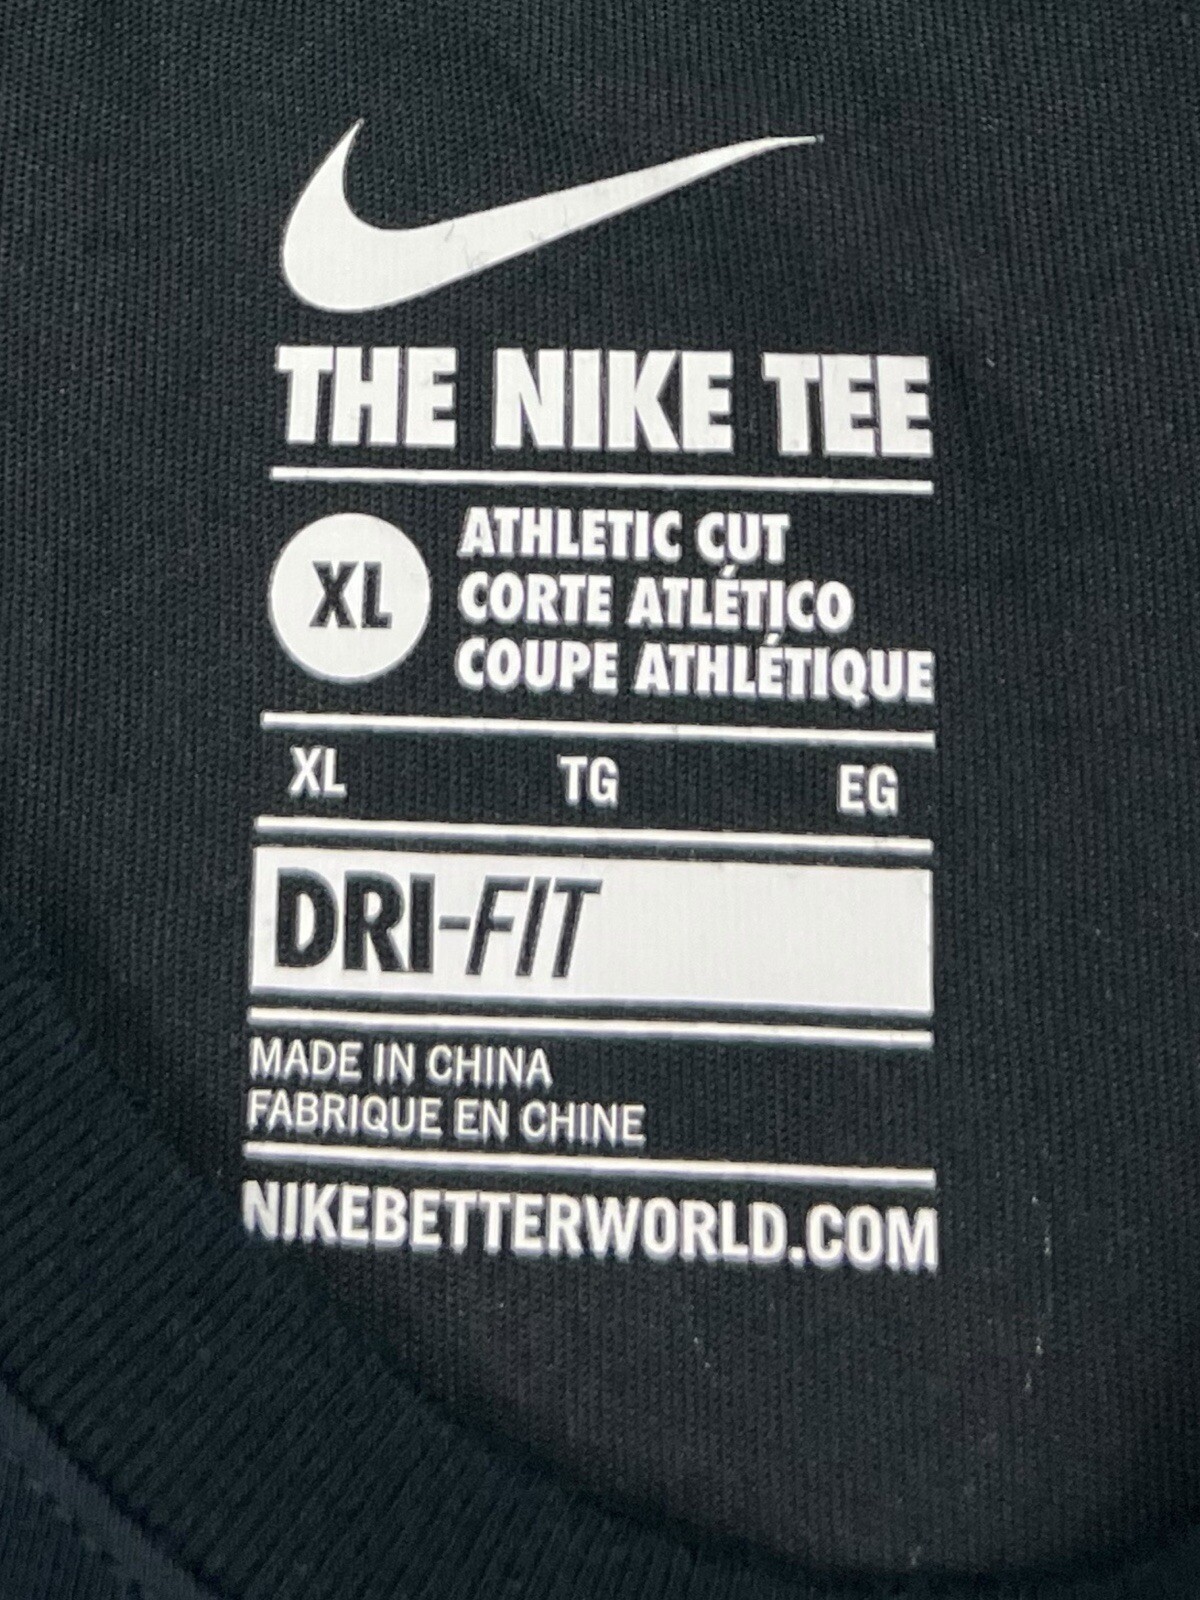 THE NIKE TEE
XL
ATHLETIC CUT
CORTE ATLÉTICO
COUPE ATHLÉTIQUE
XL TG EG
DRI-FIT
MADE IN CHINA
FABRIQUE EN CHINE
NIKEBETTERWORLD.COM